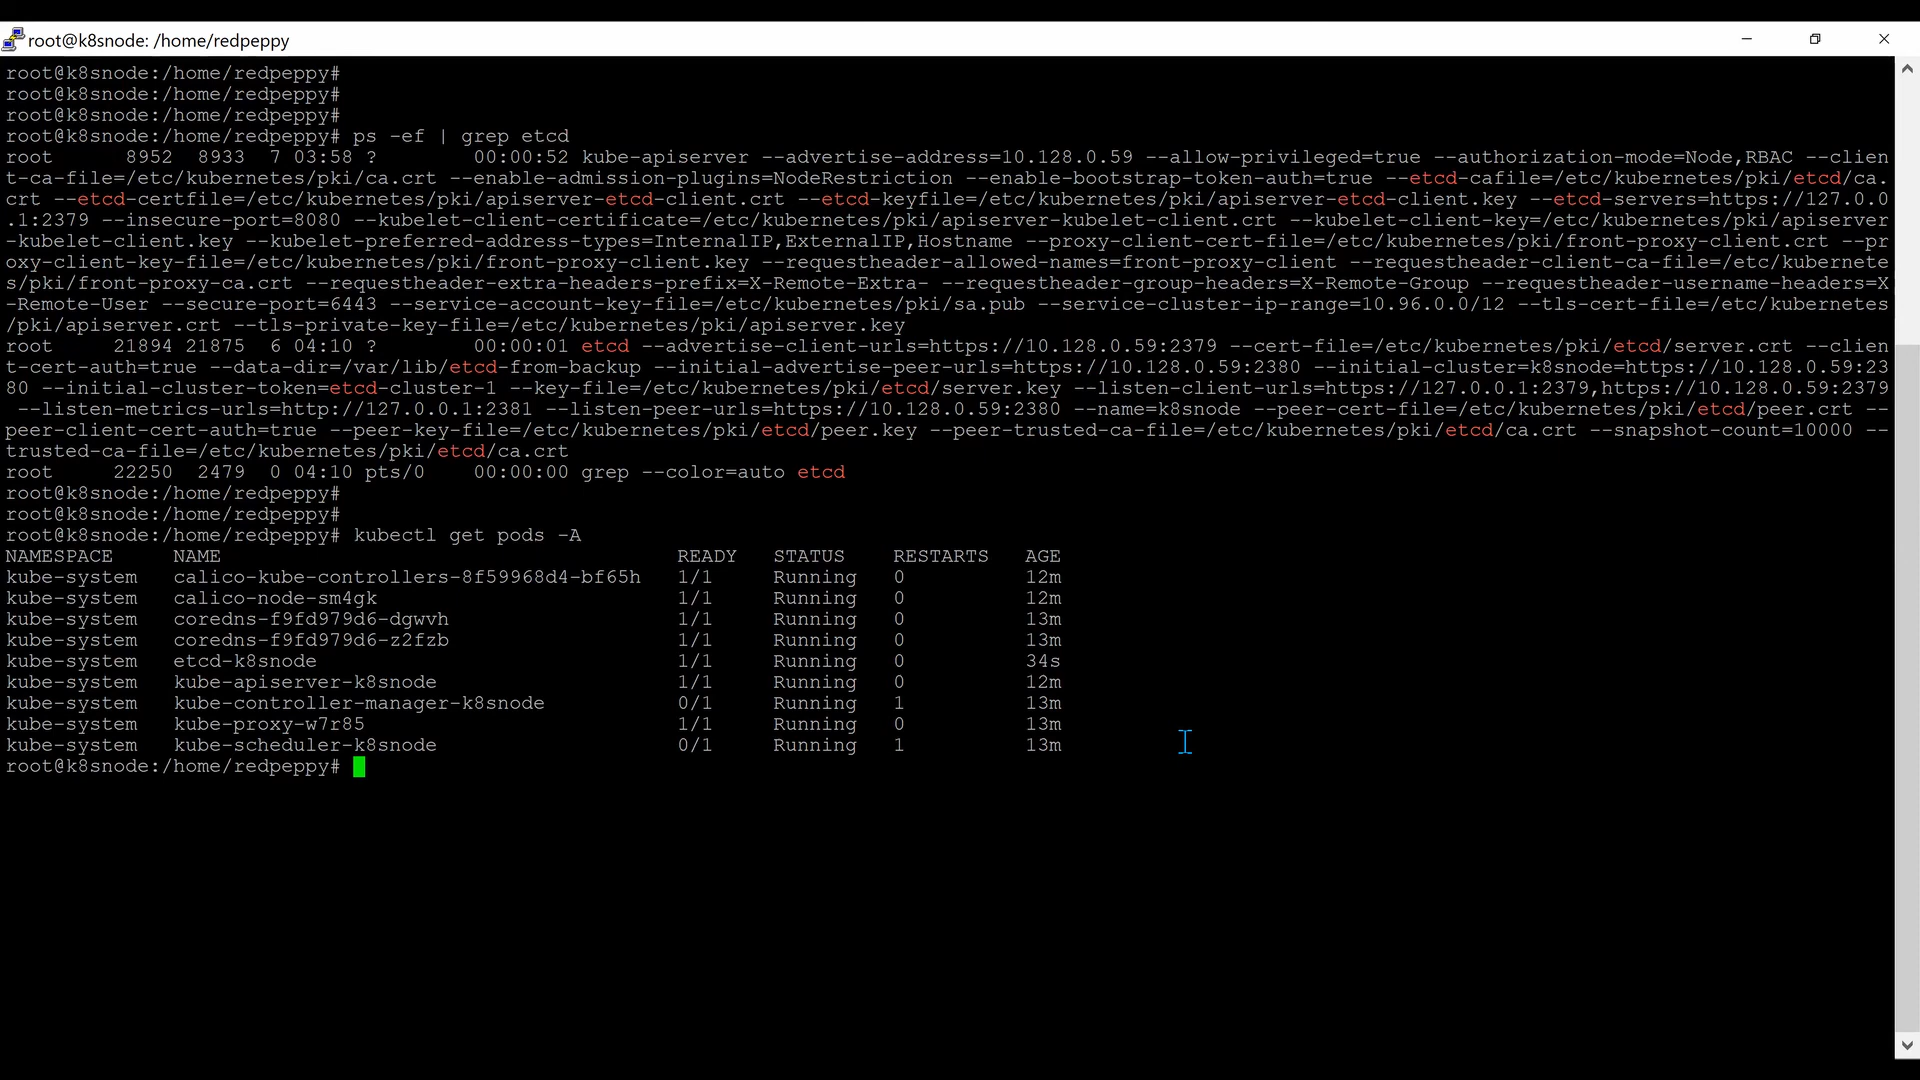 root@k8snode: /home/redpeppy
root@k8snode:/home/redpeppy#
root@k8snode:/home/redpeppy#
root@k8snode:/home/redpeppy#
root@k8snode:/home/redpeppy# ps -ef | grep etcd
root      8952  8933  7 03:58 ?        00:00:52 kube-apiserver --advertise-address=10.128.0.59 --allow-privileged=true --authorization-mode=Node,RBAC --clien
t-ca-file=/etc/kubernetes/pki/ca.crt --enable-admission-plugins=NodeRestriction --enable-bootstrap-token-auth=true --etcd-cafile=/etc/kubernetes/pki/etcd/ca.
crt --etcd-certfile=/etc/kubernetes/pki/apiserver-etcd-client.crt --etcd-keyfile=/etc/kubernetes/pki/apiserver-etcd-client.key --etcd-servers=https://127.0.0
.1:2379 --insecure-port=8080 --kubelet-client-certificate=/etc/kubernetes/pki/apiserver-kubelet-client.crt --kubelet-client-key=/etc/kubernetes/pki/apiserver
-kubelet-client.key --kubelet-preferred-address-types=InternalIP,ExternalIP,Hostname --proxy-client-cert-file=/etc/kubernetes/pki/front-proxy-client.crt --pr
oxy-client-key-file=/etc/kubernetes/pki/front-proxy-client.key --requestheader-allowed-names=front-proxy-client --requestheader-client-ca-file=/etc/kubernete
s/pki/front-proxy-ca.crt --requestheader-extra-headers-prefix=X-Remote-Extra- --requestheader-group-headers=X-Remote-Group --requestheader-username-headers=X
-Remote-User --secure-port=6443 --service-account-key-file=/etc/kubernetes/pki/sa.pub --service-cluster-ip-range=10.96.0.0/12 --tls-cert-file=/etc/kubernetes
/pki/apiserver.crt --tls-private-key-file=/etc/kubernetes/pki/apiserver.key
root     21894 21875  6 04:10 ?        00:00:01 etcd --advertise-client-urls=https://10.128.0.59:2379 --cert-file=/etc/kubernetes/pki/etcd/server.crt --clien
t-cert-auth=true --data-dir=/var/lib/etcd-from-backup --initial-advertise-peer-urls=https://10.128.0.59:2380 --initial-cluster=k8snode=https://10.128.0.59:23
80 --initial-cluster-token=etcd-cluster-1 --key-file=/etc/kubernetes/pki/etcd/server.key --listen-client-urls=https://127.0.0.1:2379,https://10.128.0.59:2379
 --listen-metrics-urls=http://127.0.0.1:2381 --listen-peer-urls=https://10.128.0.59:2380 --name=k8snode --peer-cert-file=/etc/kubernetes/pki/etcd/peer.crt --
peer-client-cert-auth=true --peer-key-file=/etc/kubernetes/pki/etcd/peer.key --peer-trusted-ca-file=/etc/kubernetes/pki/etcd/ca.crt --snapshot-count=10000 --
trusted-ca-file=/etc/kubernetes/pki/etcd/ca.crt
root     22250  2479  0 04:10 pts/0    00:00:00 grep --color=auto etcd
root@k8snode:/home/redpeppy#
root@k8snode:/home/redpeppy#
root@k8snode:/home/redpeppy# kubectl get pods -A
NAMESPACE     NAME                                      READY   STATUS    RESTARTS   AGE
kube-system   calico-kube-controllers-8f59968d4-bf65h   1/1     Running   0          12m
kube-system   calico-node-sm4gk                         1/1     Running   0          12m
kube-system   coredns-f9fd979d6-dgwvh                   1/1     Running   0          13m
kube-system   coredns-f9fd979d6-z2fzb                   1/1     Running   0          13m
kube-system   etcd-k8snode                              1/1     Running   0          34s
kube-system   kube-apiserver-k8snode                    1/1     Running   0          12m
kube-system   kube-controller-manager-k8snode           0/1     Running   1          13m
kube-system   kube-proxy-w7r85                          1/1     Running   0          13m
kube-system   kube-scheduler-k8snode                    0/1     Running   1          13m
root@k8snode:/home/redpeppy#